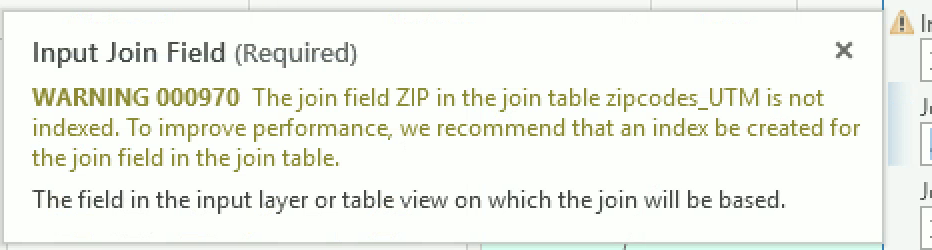 Input Join Field (Required)
WARNING 000970 The join field ZIP in the join table zipcodes_UTM is not
indexed. To improve performance, we recommend that an index be created for
the join field in the join table.
The field in the input layer or table view on which the join will be based.